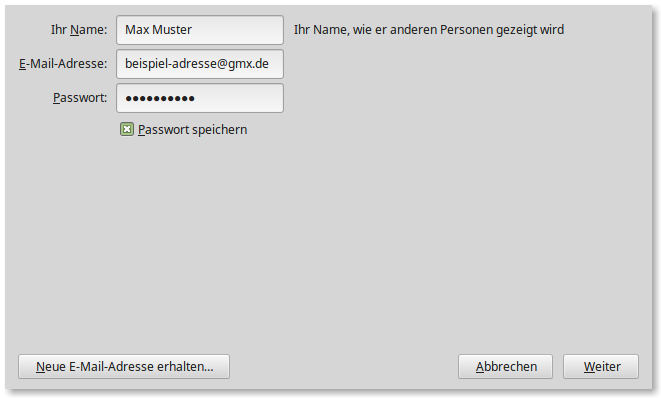 Ihr Name: Max Muster Ihr Name, wie er anderen Personen gezeigt wird
E-Mail-Adresse: beispiel-adresse@gmx.de
Passwort: ●●●●●●●●●●
Passwort speichern
Neue E-Mail-Adresse erhalten... Abbrechen Weiter